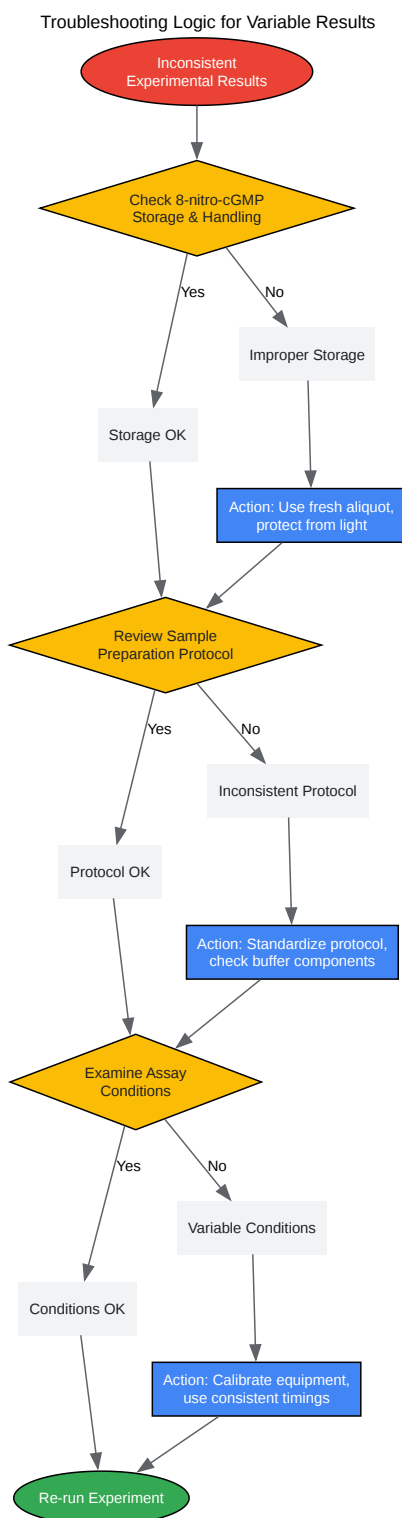 Troubleshooting Logic for Variable Results
Inconsistent
Experimental Results
Check 8-nitro-cGMP
Storage & Handling
Yes
No
Improper Storage
Storage OK
Action: Use fresh aliquot,
protect from light
Review Sample
Preparation Protocol
Yes
No
Inconsistent Protocol
Protocol OK
Action: Standardize protocol,
check buffer components
Examine Assay
Conditions
Yes
No
Variable Conditions
Conditions OK
Action: Calibrate equipment,
use consistent timings
Re-run Experiment